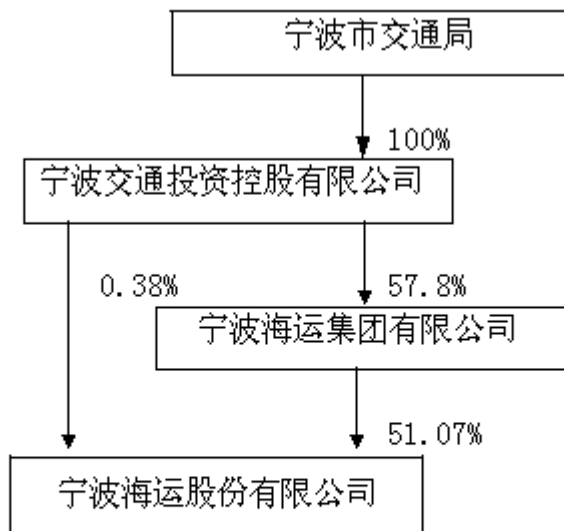 宁波市交通局
100%
宁波交通投资控股有限公司
0.38%
57.8%
宁波海运集团有限公司
51.07%
宁波海运股份有限公司